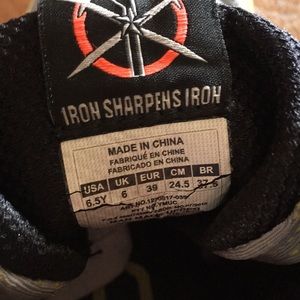 IRON SHARPENS IRON
MADE IN CHINA
FABRIQUÉ EN CHINE
FABRICADO EN CHINA
USA UK EUR CM BR
6.5Y 6 39 24.5 37.5